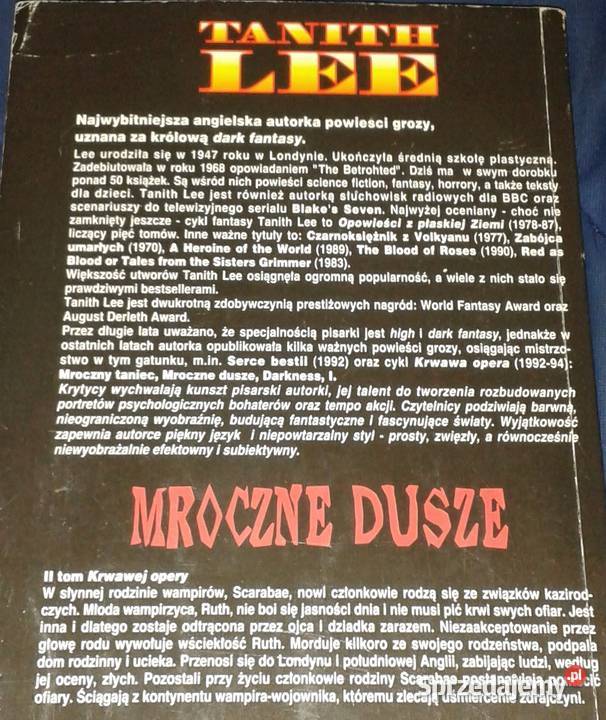 TANITH
LEE
Najwybitniejsza angielska autorka powiesci grozy,
uznana za królową dark fantasy.
Lee urodziła się w 1947 roku w Londynie. Ukończyła średnią szkołę plastyczną.
Zadebiutowała w roku 1968 opowiadaniem "The Betrohted". Dziś ma w swym dorobku
ponad 50 książek. Są wśród nich powieści science fiction, fantasy, horrory, a także teksty
dla dzieci. Tanith Lee jest również autorką słuchowisk radiowych dla BBC oraz
scenariuszy do telewizyjnego serialu Blake's Seven. Najwyżej oceniany - choć nie
zamknięty jeszcze - cykl fantasy Tanith Lee to Opowieści z płaskiej Ziemi (1978-87),
liczący pięć tomów. Inne ważne tytuły to: Czarnoksiężnik z Volkyanu (1977), Zabójca
umarłych (1970), A Heroine of the World (1989), The Blood of Roses (1990), Red as
Blood or Tales from the Sisters Grimmer (1983).
Większość utworów Tanith Lee osiągnęła ogromną popularność, a wiele z nich stało się
prawdziwymi bestsellerami.
Tanith Lee jest dwukrotną zdobywczynią prestiżowych nagród: World Fantasy Award oraz
August Derleth Award.
Przez długie lata uważano, że specjalnością pisarki jest high i dark fantasy, jednakże w
ostatnich latach autorka opublikowała kilka ważnych powieści grozy, osiągając mistrzo-
stwo w tym gatunku, m.in. Serce bestii (1992) oraz cykl Krwawa opera (1992-94):
Mroczny taniec, Mroczne dusze, Darkness, I.
Krytycy wychwalają kunszt pisarski autorki, jej talent do tworzenia rozbudowanych
portretów psychologicznych bohaterów oraz tempo akcji. Czytelnicy podziwiają barwną,
nieograniczoną wyobraźnię, budującą fantastyczne i fascynujące światy. Wyjątkowość
zapewnia autorce piękny język i niepowtarzalny styl - prosty, zwięzły, a równocześnie
niewyobrażalnie efektowny i subiektywny.
MROCZNE DUSZE
II tom Krwawej opery
W słynnej rodzinie wampirów, Scarabae, nowi członkowie rodzą się ze związków kazirod-
czych. Młoda wampirzyca, Ruth, nie boi się jasności dnia i nie musi pić krwi swych ofiar. Jest
inna i dlatego zostaje odtrącona przez ojca i dziadka zarazem. Niezaakceptowanie przez
głowę rodu wywołuje wściekłość Ruth. Morduje kilkoro ze swojego rodzeństwa, podpala
dom rodzinny i ucieka. Przenosi się do Londynu i południowej Anglii, zabijając ludzi, według
jej oceny, złych. Pozostali przy życiu członkowie rodziny Scarabae
ofiary. Ściągają z kontynentu wampira-wojownika, któremu zlecają uśmiercenie zdrajczyni.
sprzedajemy.pl